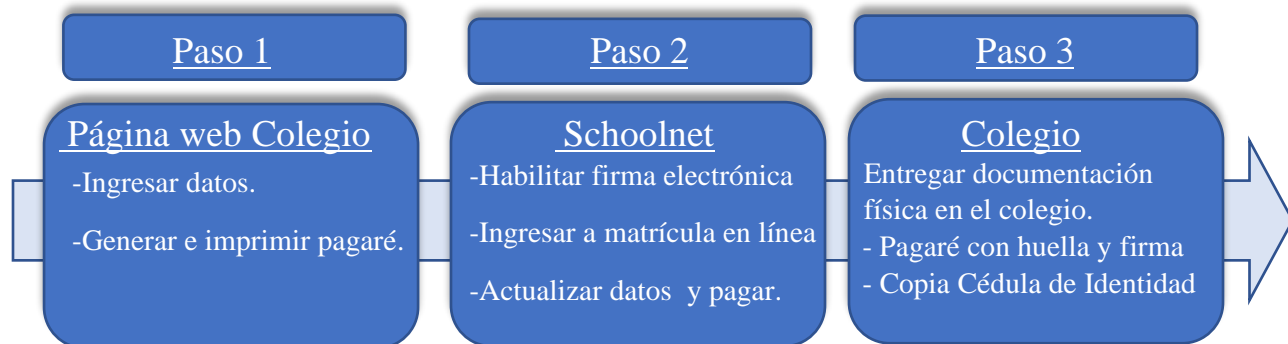 Paso 1
Página web Colegio
-Ingresar datos.
-Generar e imprimir pagaré.
Paso 2
Schoolnet
-Habilitar firma electrónica
-Ingresar a matrícula en línea
-Actualizar datos y pagar.
Paso 3
Colegio
Entregar documentación
física en el colegio.
- Pagaré con huella y firma
- Copia Cédula de Identidad